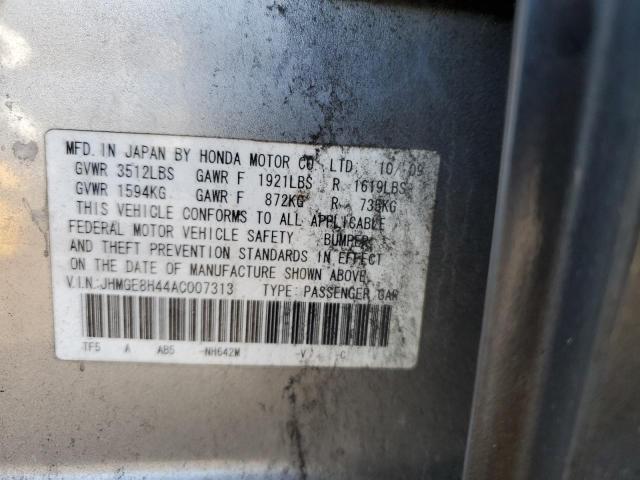 MFD. IN JAPAN BY HONDA MOTOR CO LTD 10 09
GVWR 3512LBS GAWR F 1921LBS R 1619LBS
GVWR 1594KG GAWR F 872KG R 735KG
THIS VEHICLE CONFORMS TO ALL APPLICABLE
FEDERAL MOTOR VEHICLE SAFETY BUMPER
AND THEFT PREVENTION STANDARDS IN EFFECT
ON THE DATE OF MANUFACTURE SHOWN ABOVE.
V.I.N:JHMGE8H44AC007313 TYPE: PASSENGER CAR
TF5 A AB5 -NH642M -V -C